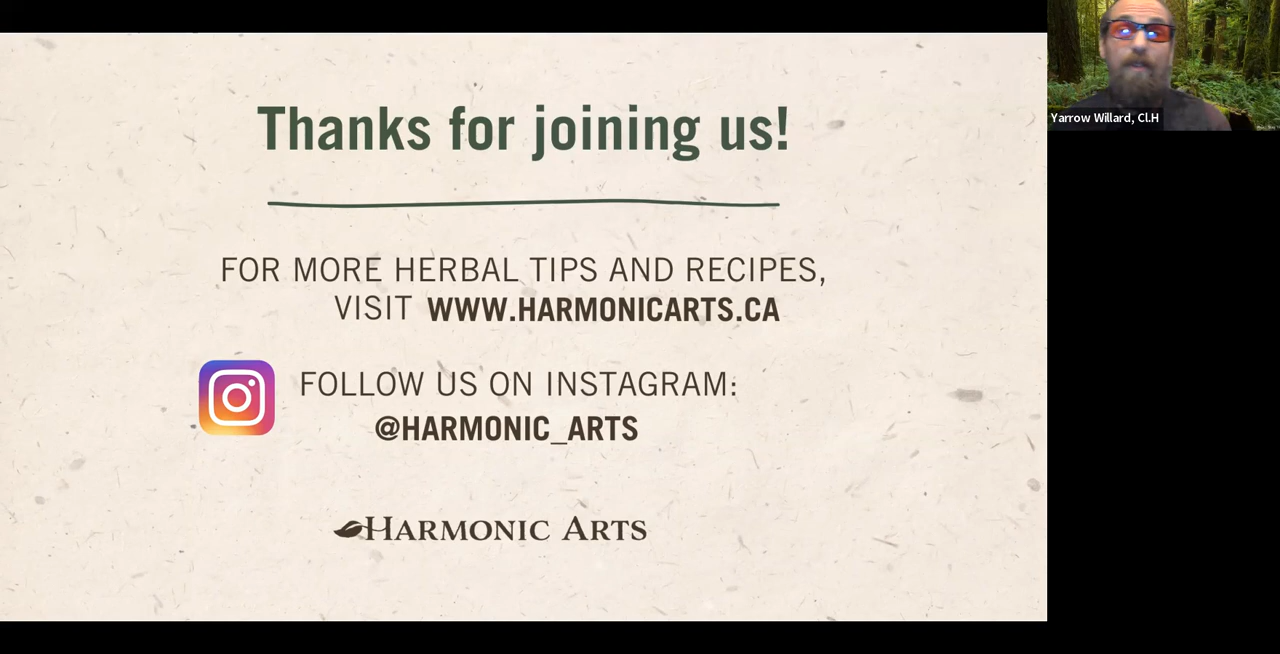 Thanks for joining us!
FOR MORE HERBAL TIPS AND RECIPES,
VISIT WWW.HARMONICARTS.CA
FOLLOW US ON INSTAGRAM:
@HARMONIC_ARTS
HARMONIC ARTS
Yarrow Willard, Cl.H